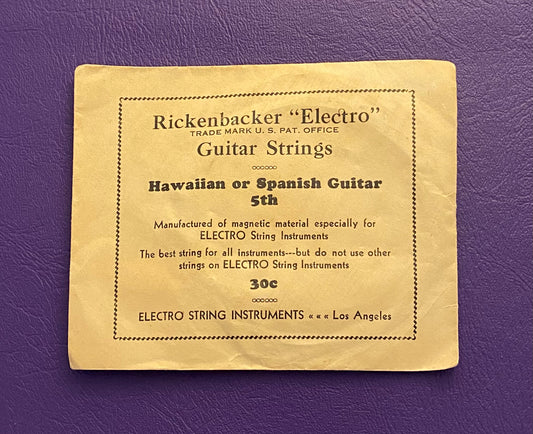 Rickenbacker "Electro"
TRADE MARK U. S. PAT. OFFICE
Guitar Strings
Hawaiian or Spanish Guitar
5th
Manufactured of magnetic material especially for
ELECTRO String Instruments
The best string for all instruments---but do not use other
strings on ELECTRO String Instruments
30c
ELECTRO STRING INSTRUMENTS « « « Los Angeles